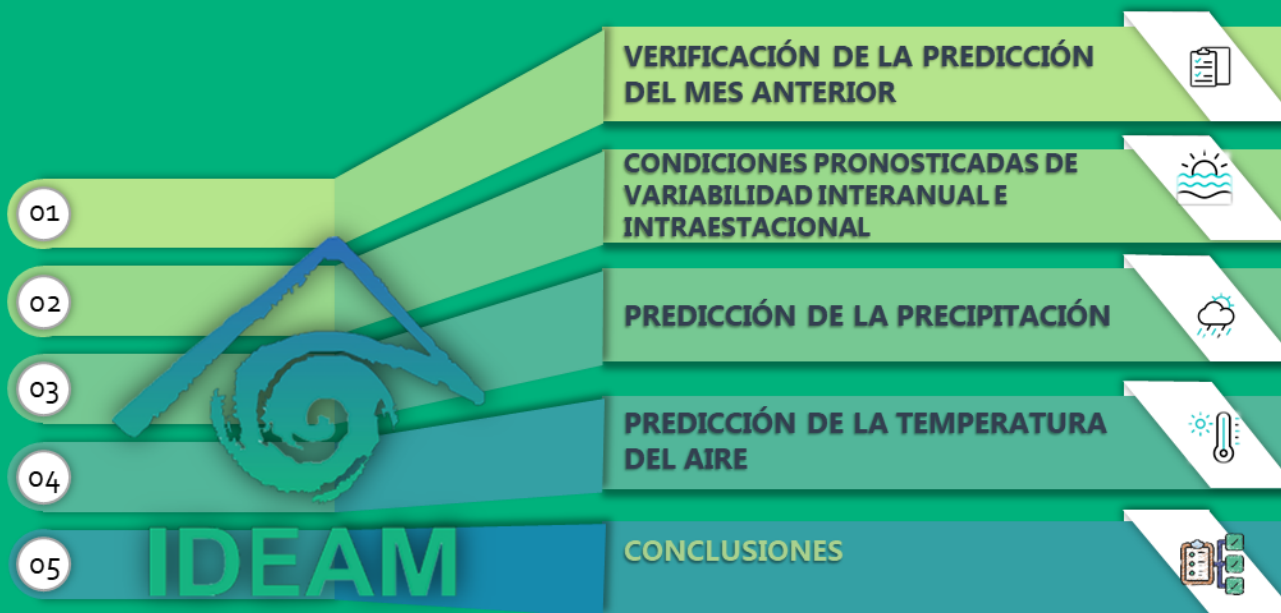 01
VERIFICACIÓN DE LA PREDICCIÓN
DEL MES ANTERIOR
02
CONDICIONES PRONOSTICADAS DE
VARIABILIDAD INTERANUAL E
INTRAESTACIONAL
03
PREDICCIÓN DE LA PRECIPITACIÓN
04
PREDICCIÓN DE LA TEMPERATURA
DEL AIRE
05
CONCLUSIONES
IDEAM